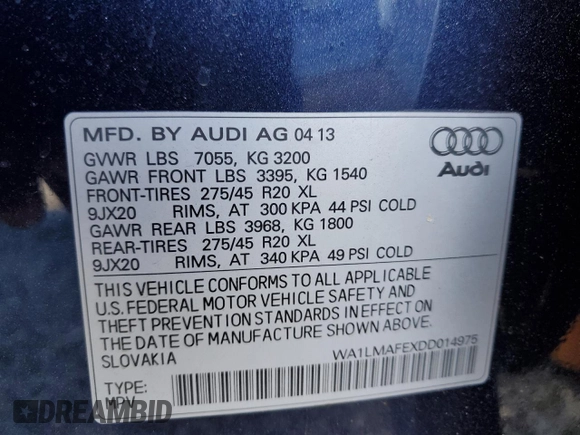 MFD. BY AUDI AG 04 13
GVWR LBS 7055, KG 3200
GAWR FRONT LBS 3395, KG 1540
FRONT-TIRES 275/45 R20 XL
9JX20 RIMS, AT 300 KPA 44 PSI COLD
GAWR REAR LBS 3968, KG 1800
REAR-TIRES 275/45 R20 XL
9JX20 RIMS, AT 340 KPA 49 PSI COLD
Audi
THIS VEHICLE CONFORMS TO ALL APPLICABLE
U.S. FEDERAL MOTOR VEHICLE SAFETY AND
THEFT PREVENTION STANDARDS IN EFFECT ON THE
DATE OF MANUFACTURE SHOWN ABOVE.
SLOVAKIA
WA1LMAFEXDD014975
TYPE:
MPV
DREAMBID